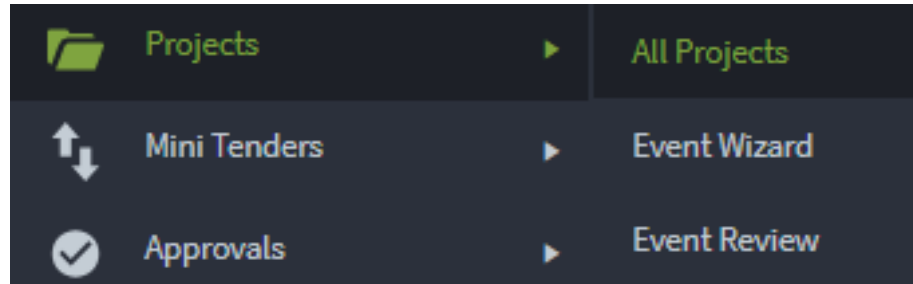 Projects
All Projects
Mini Tenders
Event Wizard
Approvals
Event Review